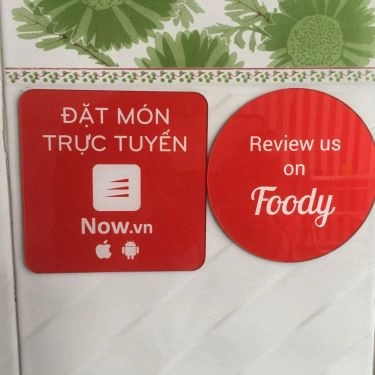 ĐẶT MÓN
TRỰC TUYẾN
Now.vn
Review us
on
Foody